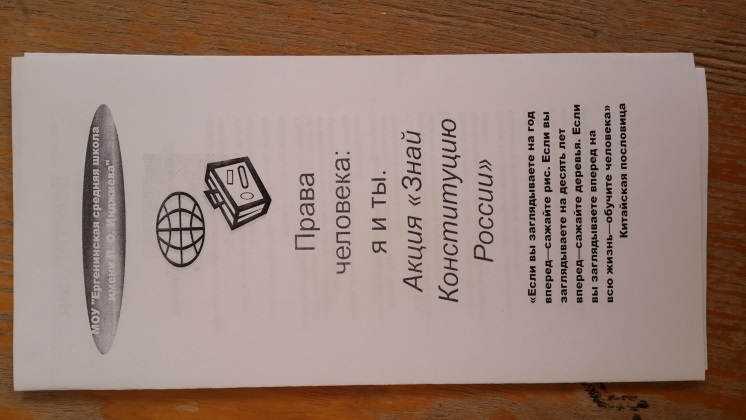 МОУ "Ергенинская средняя школа
имени Л. О. Инджиева"
Права
человека:
я и ты.
Акция «Знай
Конституцию
России»
«Если вы заглядываете на год
вперед—сажайте рис. Если вы
заглядываете на десять лет
вперед—сажайте деревья. Если
вы заглядываете вперед на
всю жизнь—обучите человека»
Китайская пословица